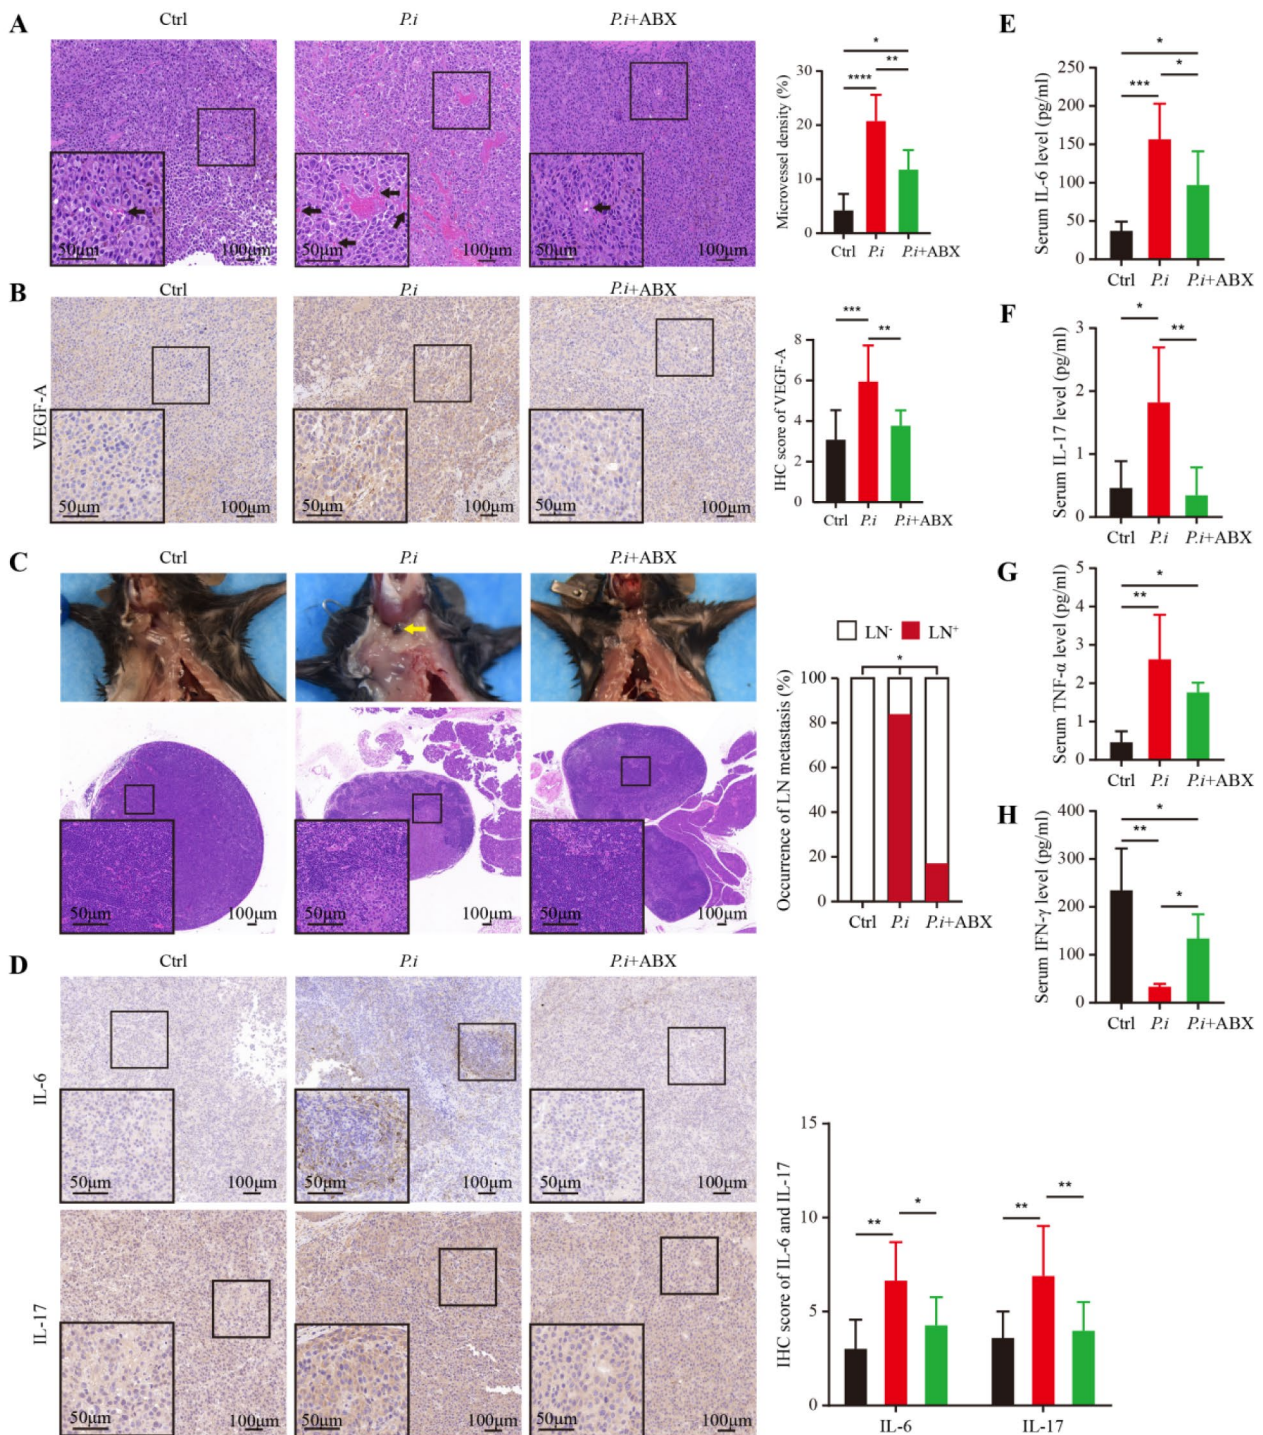 A
Ctrl
P.i
P.i+ABX
50μm
100μm
50μm
100μm
50μm
100μm
Microvessel density (%)
30
20
10
0
****
**
*
Ctrl
P.i
P.i+ABX
B
Ctrl
P.i
P.i+ABX
VEGF-A
50μm
100μm
50μm
100μm
50μm
100μm
IHC score of VEGF-A
8
6
4
2
0
***
**
Ctrl
P.i
P.i+ABX
C
Ctrl
P.i
P.i+ABX
50μm
100μm
50μm
100μm
50μm
100μm
LN-
LN+
Occurrence of LN metastasis (%)
100
80
60
40
20
0
*
Ctrl
P.i
P.i+ABX
D
Ctrl
P.i
P.i+ABX
IL-6
50μm
100μm
50μm
100μm
50μm
100μm
IL-17
50μm
100μm
50μm
100μm
50μm
100μm
IHC score of IL-6 and IL-17
15
10
5
0
**
*
**
**
IL-6
IL-17
E
Serum IL-6 level (pg/ml)
250
200
150
100
50
0
*
***
*
Ctrl
P.i
P.i+ABX
F
Serum IL-17 level (pg/ml)
3
2
1
0
*
**
Ctrl
P.i
P.i+ABX
G
Serum TNF-α level (pg/ml)
5
4
3
2
1
0
*
**
Ctrl
P.i
P.i+ABX
H
Serum IFN-γ level (pg/ml)
400
300
200
100
0
*
**
*
Ctrl
P.i
P.i+ABX